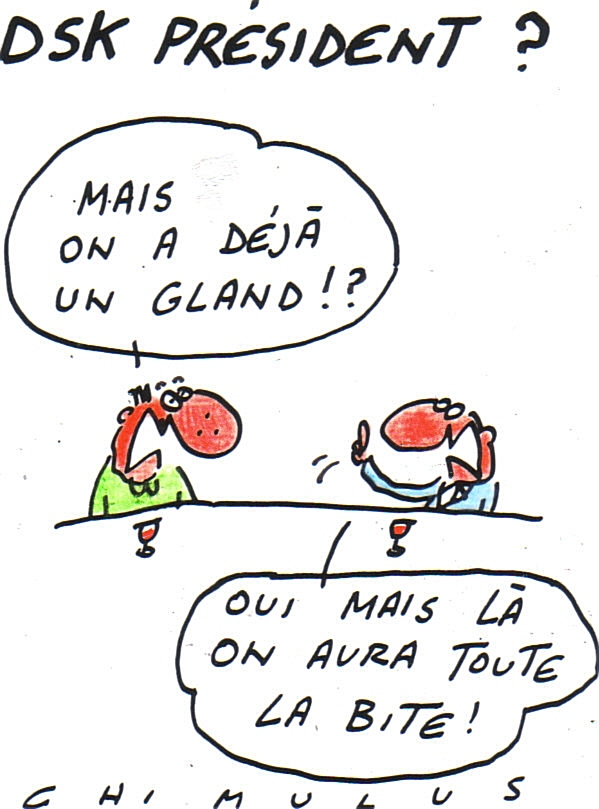 DSK PRÉSIDENT ?
MAIS
ON A DÉJÀ
UN GLAND !?
OUI MAIS LÀ
ON AURA TOUTE
LA BITE !
CHIMULUS